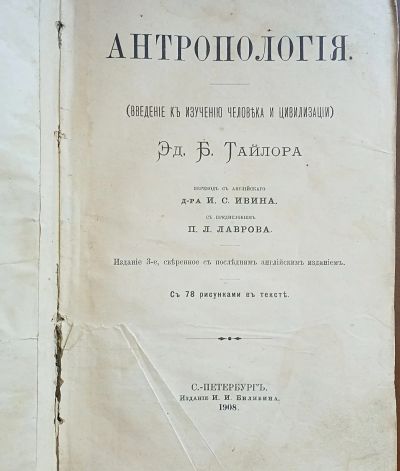 АНТРОПОЛОГІЯ.
(ВВЕДЕНІЕ КЪ ИЗУЧЕНІЮ ЧЕЛОВѢКА И ЦИВИЛИЗАЦІИ)
Эд. Б. Тайлора
ПЕРЕВОДЪ СЪ АНГЛІЙСКАГО
Д-РА И. С. ИВИНА.
СЪ ПРЕДИСЛОВІЕМЪ
П. Л. ЛАВРОВА.
Изданіе 3-е, свѣренное съ послѣднимъ англійскимъ изданіемъ.
Съ 78 рисунками въ текстѣ.
С.-ПЕТЕРБУРГЪ.
Изданіе И. И. Билибина.
1908.